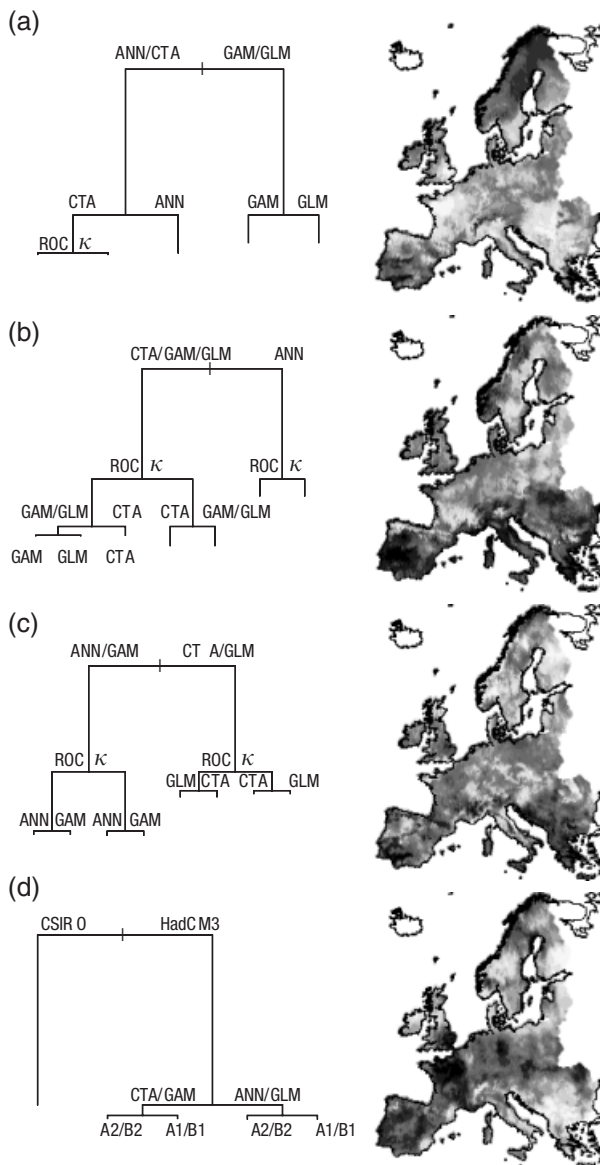 (a)
ANN/CTA GAM/GLM
CTA ANN GAM GLM
ROC κ
(b)
CTA/GAM/GLM ANN
ROC κ ROC κ
GAM/GLM CTA CTA GAM/GLM
GAM GLM CTA
(c)
ANN/GAM CT A/GLM
ROC κ ROC κ
GLM CTA CTA GLM
ANN GAM ANN GAM
(d)
CSIR O HadC M3
CTA/GAM ANN/GLM
A2/B2 A1/B1 A2/B2 A1/B1